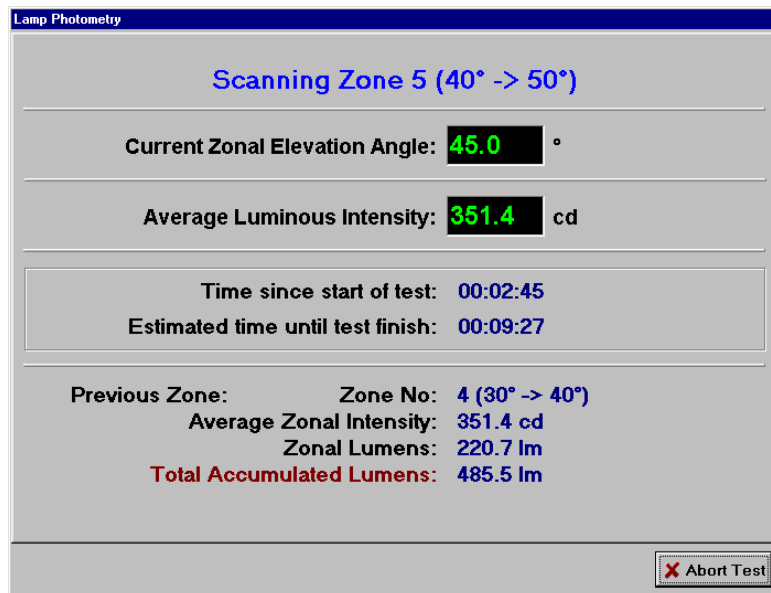 Lamp Photometry
Scanning Zone 5 (40° -> 50°)
Current Zonal Elevation Angle: 45.0 °
Average Luminous Intensity: 351.4 cd
Time since start of test: 00:02:45
Estimated time until test finish: 00:09:27
Previous Zone: Zone No: 4 (30° -> 40°)
Average Zonal Intensity: 351.4 cd
Zonal Lumens: 220.7 lm
Total Accumulated Lumens: 485.5 lm
Abort Test